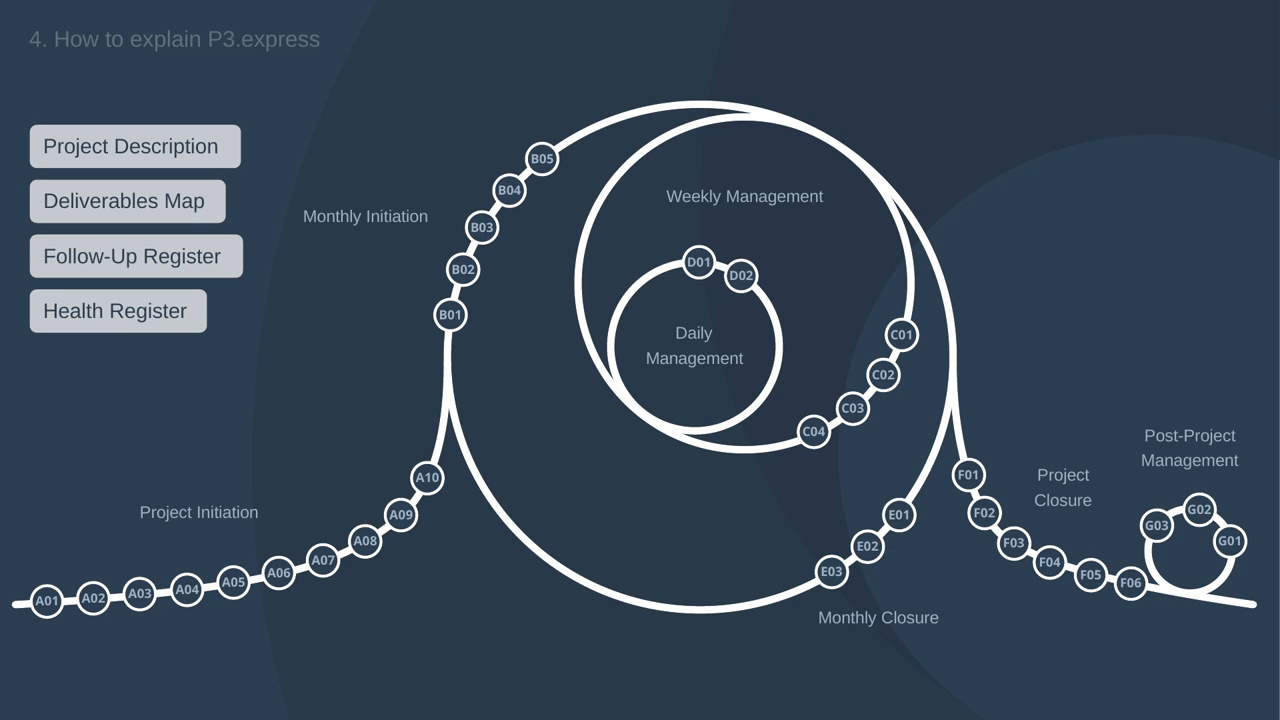 4. How to explain P3.express
Project Description
Deliverables Map
Follow-Up Register
Health Register
Monthly Initiation
Weekly Management
Daily
Management
Project Initiation
Monthly Closure
Project
Closure
Post-Project
Management
A01
A02
A03
A04
A05
A06
A07
A08
A09
A10
B01
B02
B03
B04
B05
C01
C02
C03
C04
D01
D02
E01
E02
E03
F01
F02
F03
F04
F05
F06
G01
G02
G03